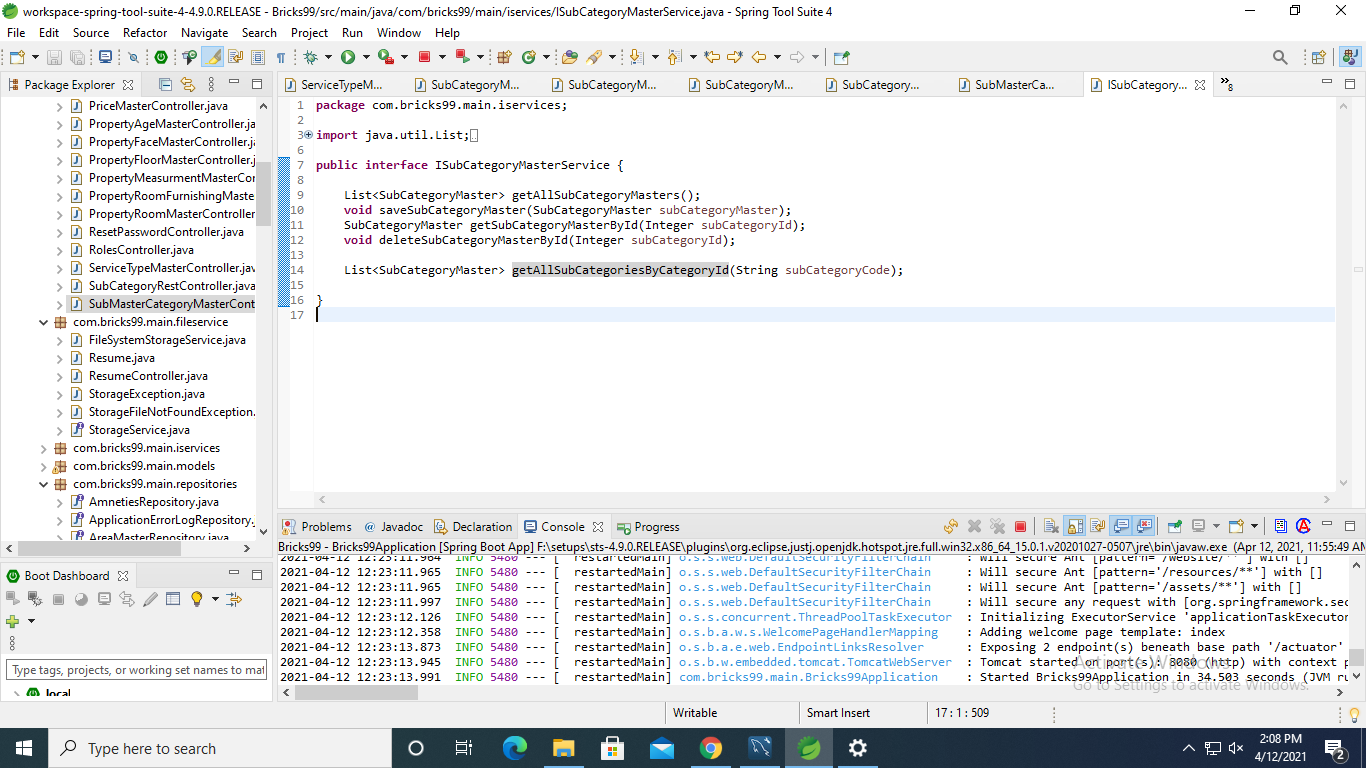 workspace-spring-tool-suite-4-4.9.0.RELEASE - Bricks99/src/main/java/com/bricks99/main/iservices/ISubCategoryMasterService.java - Spring Tool Suite 4
File Edit Source Refactor Navigate Search Project Run Window Help
Package Explorer
ServiceTypeM... SubCategoryM... SubCategoryM... SubCategoryM... SubCategory... SubMasterCa... ISubCategory... 8
PriceMasterController.java
PropertyAgeMasterController.ja
PropertyFaceMasterController.ja
PropertyFloorMasterController.j
PropertyMeasurmentMasterCor
PropertyRoomFurnishingMaste
PropertyRoomMasterController
ResetPasswordController.java
RolesController.java
ServiceTypeMasterController.jav
SubCategoryRestController.java
SubMasterCategoryMasterCont
com.bricks99.main.fileservice
FileSystemStorageService.java
Resume.java
ResumeController.java
StorageException.java
StorageFileNotFoundException.
StorageService.java
com.bricks99.main.iservices
com.bricks99.main.models
com.bricks99.main.repositories
AmnetiesRepository.java
ApplicationErrorLogRepository.
AreaMasterRepository.java
1 package com.bricks99.main.iservices;
2
3 import java.util.List;
6
7 public interface ISubCategoryMasterService {
8
9 List<SubCategoryMaster> getAllSubCategoryMasters();
10 void saveSubCategoryMaster(SubCategoryMaster subCategoryMaster);
11 SubCategoryMaster getSubCategoryMasterById(Integer subCategoryId);
12 void deleteSubCategoryMasterById(Integer subCategoryId);
13
14 List<SubCategoryMaster> getAllSubCategoriesByCategoryId(String subCategoryCode);
15
16 }
17
Problems @ Javadoc Declaration Console Progress
Bricks99 - Bricks99Application [Spring Boot App] F:\setups\sts-4.9.0.RELEASE\plugins\org.eclipse.justj.openjdk.hotspot.jre.full.win32.x86_64_15.0.1.v20201027-0507\jre\bin\javaw.exe (Apr 12, 2021, 11:55:49 AM
2021-04-12 12:23:11.964 INFO 5480 --- [ restartedMain] o.s.s.web.DefaultSecurityFilterChain : Will secure Ant [pattern='/website/**'] with []
2021-04-12 12:23:11.965 INFO 5480 --- [ restartedMain] o.s.s.web.DefaultSecurityFilterChain : Will secure Ant [pattern='/resources/**'] with []
2021-04-12 12:23:11.965 INFO 5480 --- [ restartedMain] o.s.s.web.DefaultSecurityFilterChain : Will secure Ant [pattern='/assets/**'] with []
2021-04-12 12:23:11.997 INFO 5480 --- [ restartedMain] o.s.s.web.DefaultSecurityFilterChain : Will secure any request with [org.springframework.sec
2021-04-12 12:23:12.126 INFO 5480 --- [ restartedMain] o.s.s.concurrent.ThreadPoolTaskExecutor : Initializing ExecutorService 'applicationTaskExecutor
2021-04-12 12:23:12.358 INFO 5480 --- [ restartedMain] o.s.b.a.w.s.WelcomePageHandlerMapping : Adding welcome page template: index
2021-04-12 12:23:13.873 INFO 5480 --- [ restartedMain] o.s.b.a.e.web.EndpointLinksResolver : Exposing 2 endpoint(s) beneath base path '/actuator'
2021-04-12 12:23:13.945 INFO 5480 --- [ restartedMain] o.s.b.w.embedded.tomcat.TomcatWebServer : Tomcat started on port(s): 8080 (http) with context p
2021-04-12 12:23:13.991 INFO 5480 --- [ restartedMain] com.bricks99.main.Bricks99Application : Started Bricks99Application in 34.503 seconds (JVM ru
Activate Windows
Go to Settings to activate Windows.
Boot Dashboard
Type tags, projects, or working set names to mat
local
Writable Smart Insert 17 : 1 : 509
Type here to search
2:08 PM
4/12/2021
2